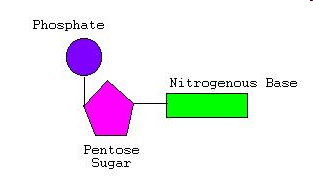 Phosphate
Nitrogenous Base
Pentose
Sugar